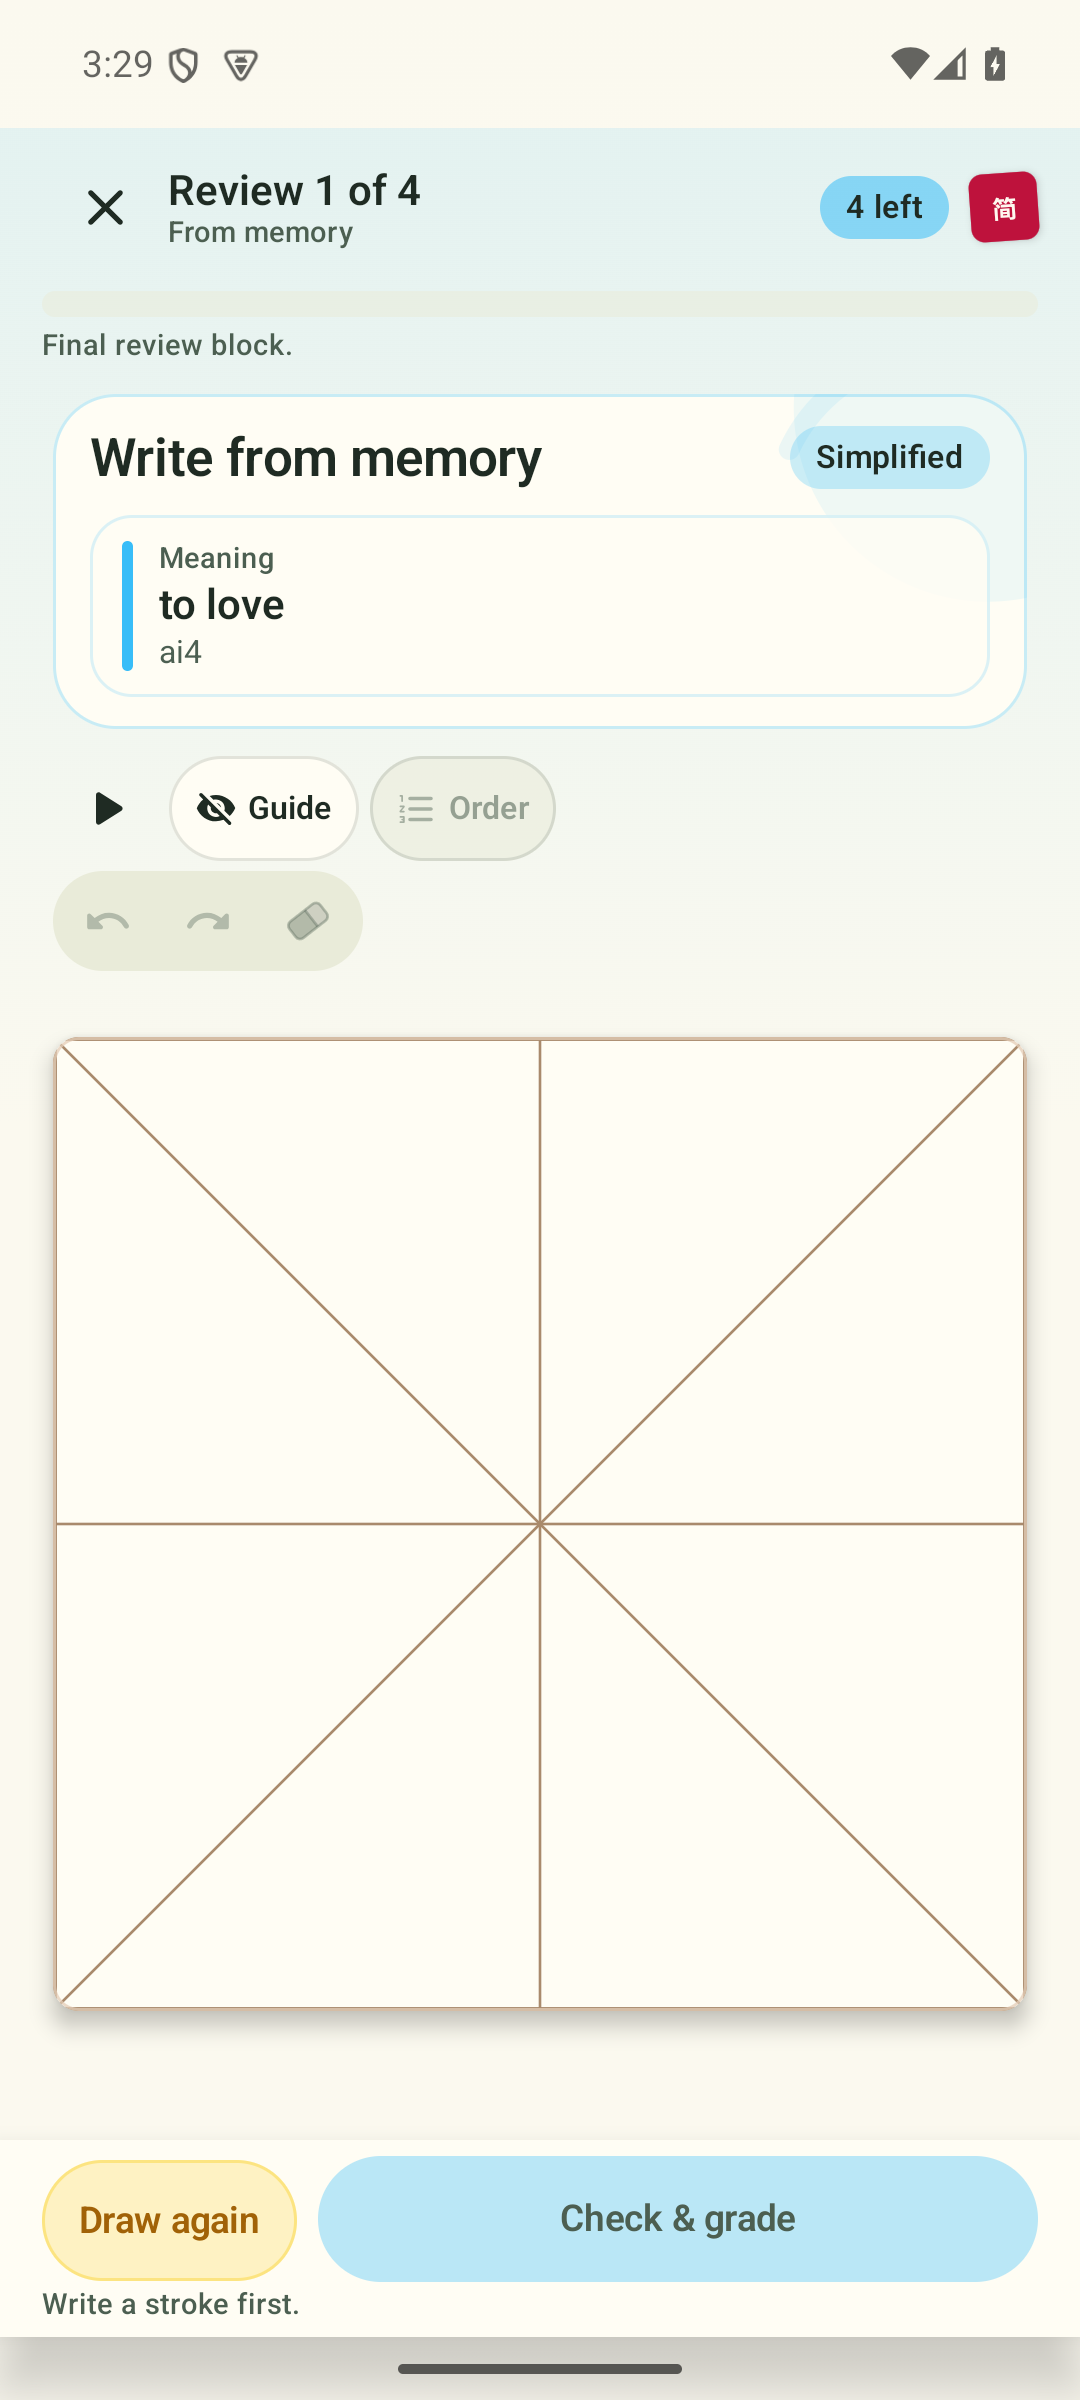 3:29
Review 1 of 4
From memory
4 left
简
Final review block.
Write from memory
Simplified
Meaning
to love
ai4
Guide
Order
Draw again
Check & grade
Write a stroke first.